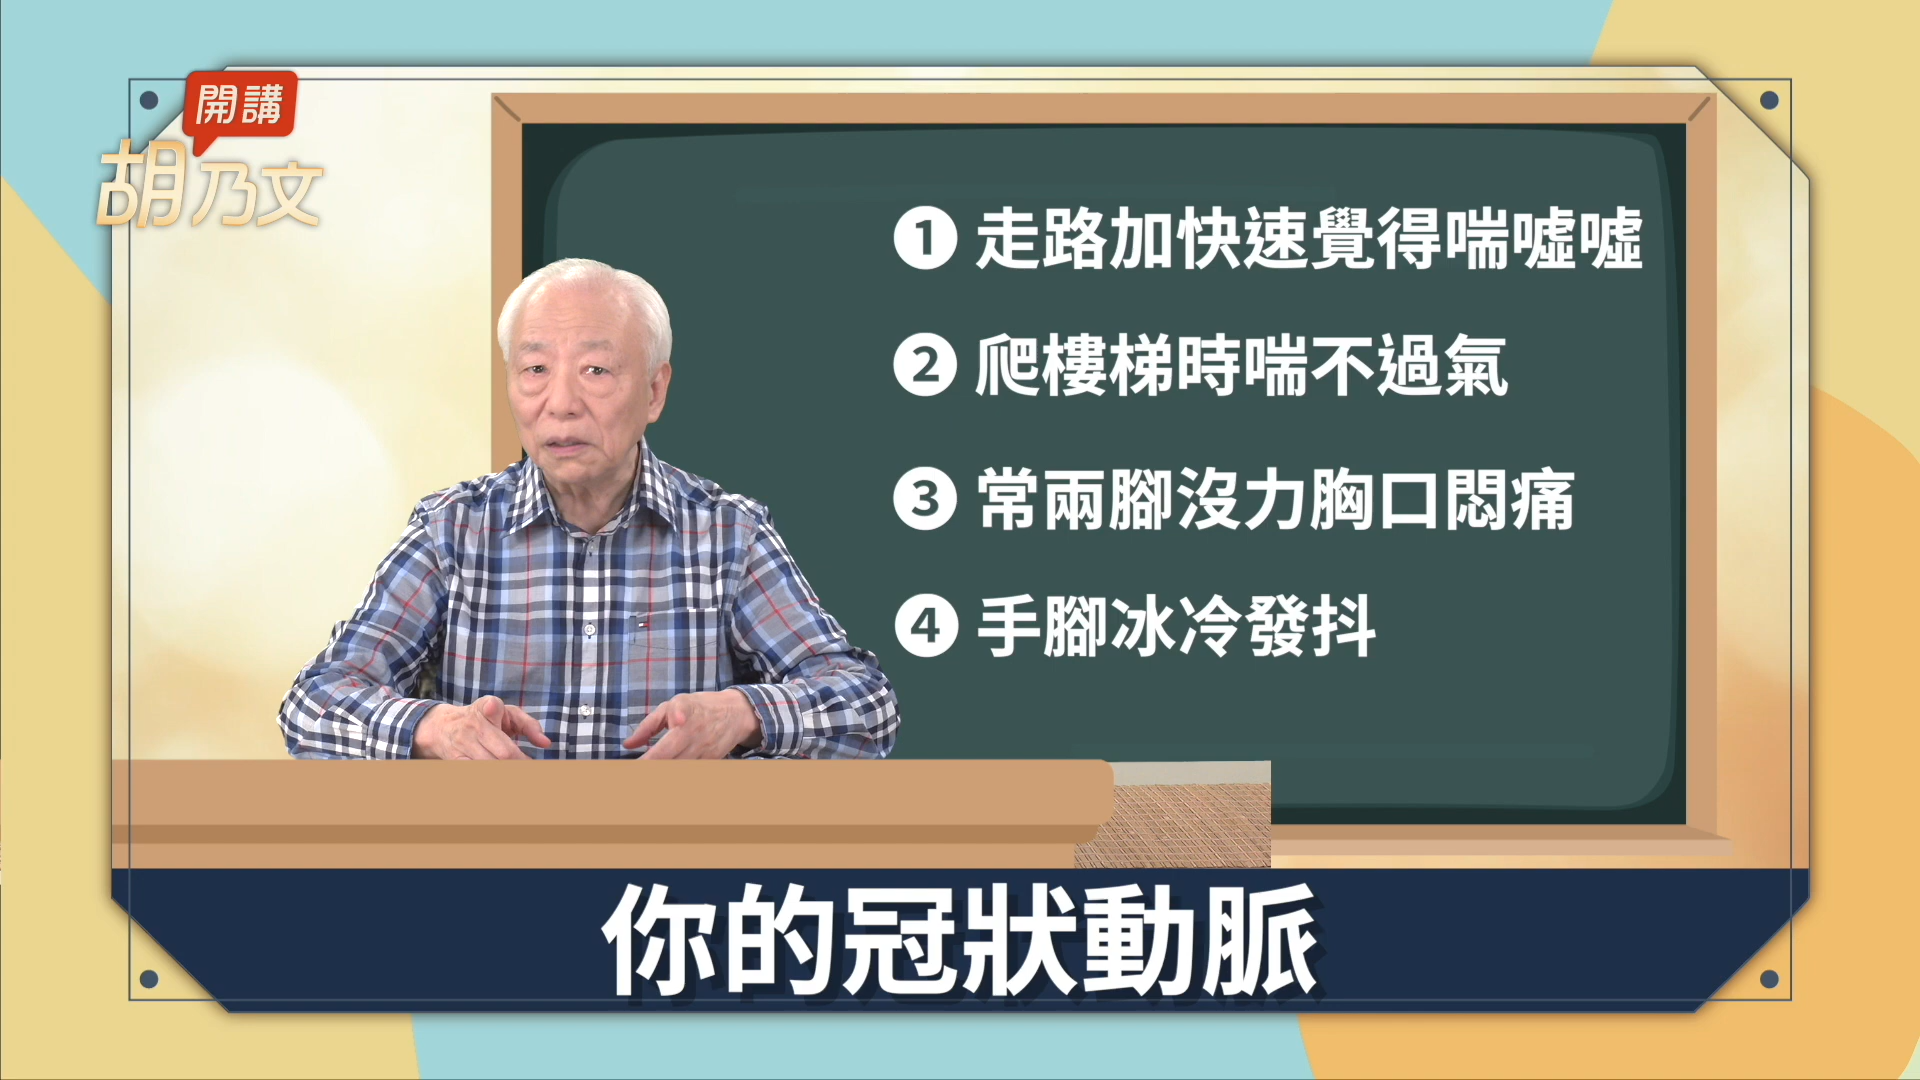 開講
胡乃文
❶ 走路加快速覺得喘噓噓
❷ 爬樓梯時喘不過氣
❸ 常兩腳沒力胸口悶痛
❹ 手腳冰冷發抖
你的冠狀動脈